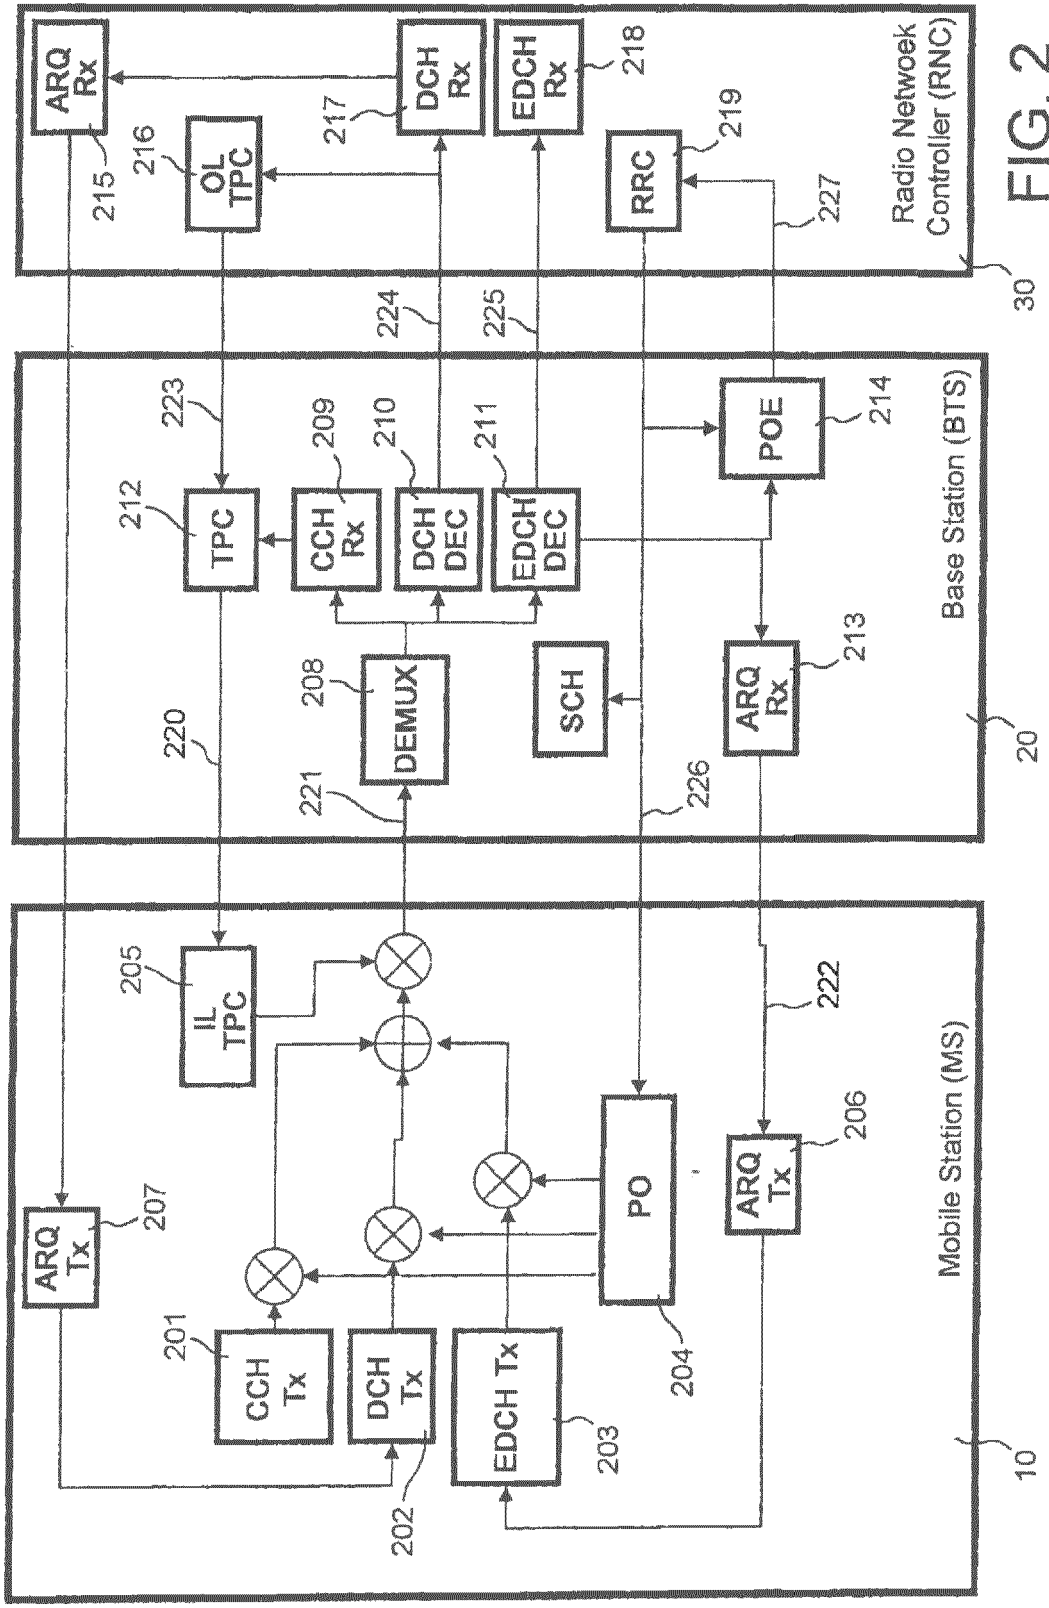 Mobile Station (MS)
10
ARQ
Tx
207
CCH
Tx
201
DCH
Tx
202
EDCH Tx
203
PO
204
IL
TPC
205
ARQ
Tx
206
222
Base Station (BTS)
20
220
221
DEMUX
208
TPC
212
223
CCH
Rx
209
DCH
DEC
210
EDCH
DEC
211
SCH
226
ARQ
Rx
213
POE
214
224
225
Radio Netwoek
Controller (RNC)
30
ARQ
Rx
215
OL
TPC
216
DCH
Rx
217
EDCH
Rx
218
RRC
219
227
FIG. 2